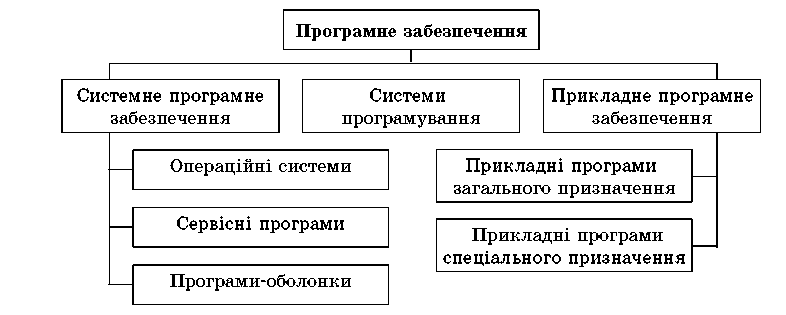 Програмне забезпечення
Системне програмне
забезпечення
Системи
програмування
Прикладне програмне
забезпечення
Операційні системи
Сервісні програми
Програми-оболонки
Прикладні програми
загального призначення
Прикладні програми
спеціального призначення